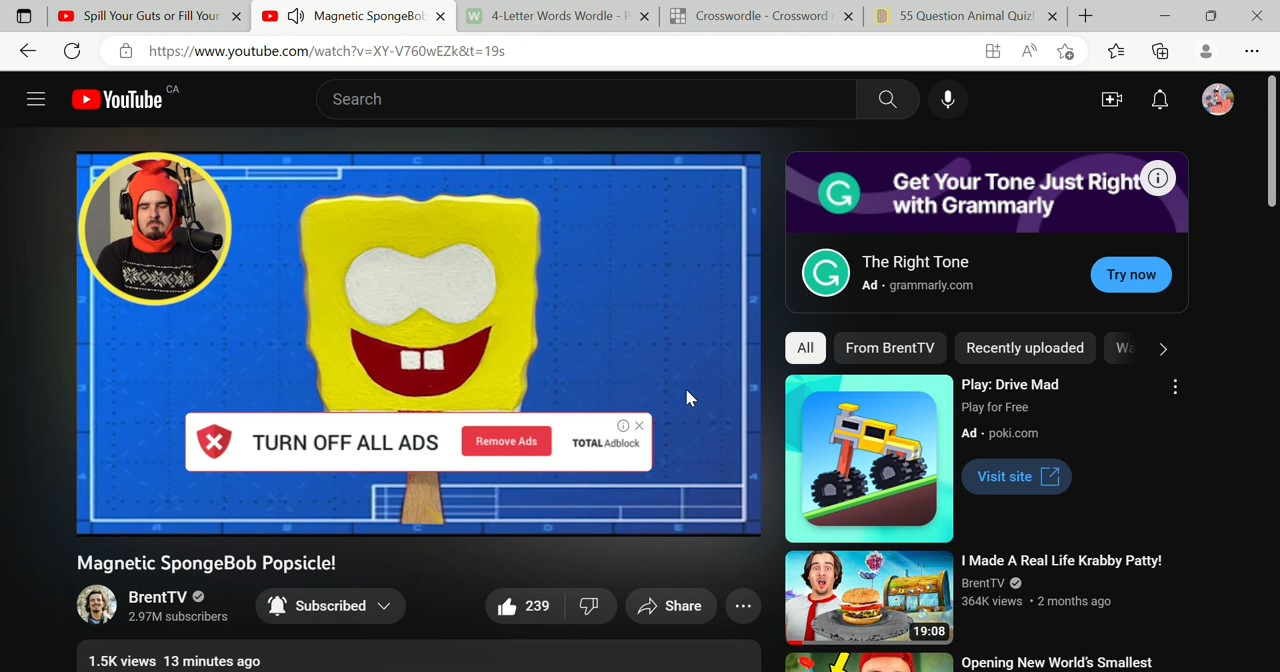 Spill Your Guts or Fill Your
Magnetic SpongeBob
4-Letter Words Wordle - P
Crosswordle - Crossword
55 Question Animal Quiz!
https://www.youtube.com/watch?v=XY-V760wEZk&t=19s
YouTube CA
Search
Get Your Tone Just Right
with Grammarly
The Right Tone
Ad · grammarly.com
Try now
All
From BrentTV
Recently uploaded
Wa
TURN OFF ALL ADS
Remove Ads
TOTAL Adblock
Play: Drive Mad
Play for Free
Ad · poki.com
Visit site
Magnetic SpongeBob Popsicle!
BrentTV
2.97M subscribers
Subscribed
239
Share
1.5K views 13 minutes ago
I Made A Real Life Krabby Patty!
BrentTV
364K views • 2 months ago
19:08
Opening New World's Smallest